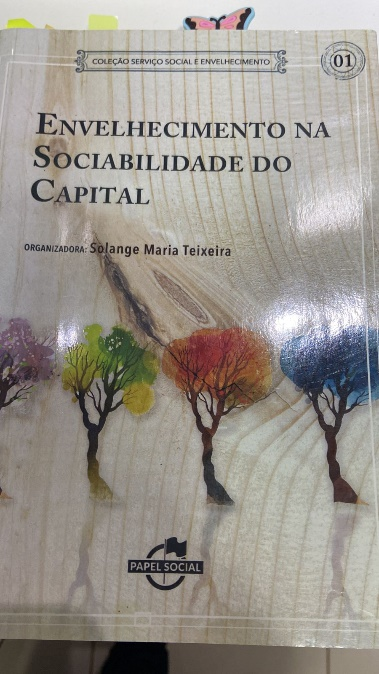 COLEÇÃO SERVIÇO SOCIAL E ENVELHECIMENTO
01
ENVELHECIMENTO NA
SOCIABILIDADE DO
CAPITAL
ORGANIZADORA: Solange Maria Teixeira
PAPEL SOCIAL